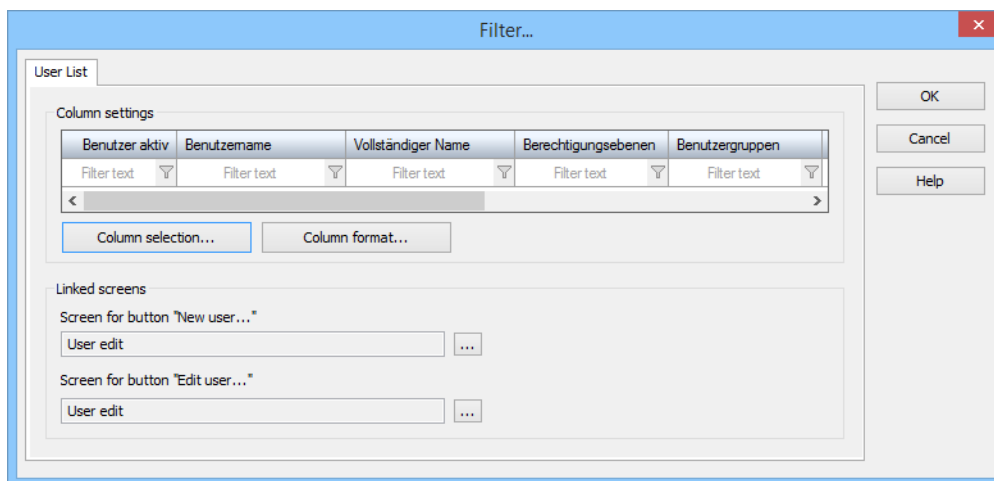 Filter...
User List
OK
Column settings
Benutzer aktiv Benutzername Vollständiger Name Berechtigungsebenen Benutzergruppen
Cancel
Filter text Filter text Filter text Filter text Filter text
Help
Column selection... Column format...
Linked screens
Screen for button "New user..."
User edit ...
Screen for button "Edit user..."
User edit ...